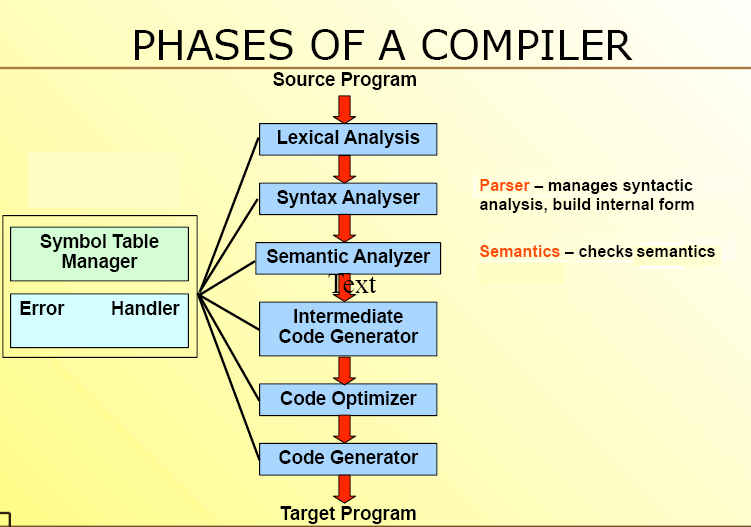 PHASES OF A COMPILER
Source Program
Lexical Analysis
Syntax Analyser
Parser – manages syntactic
analysis, build internal form
Symbol Table
Manager
Semantic Analyzer
Semantics – checks semantics
Text
Error Handler
Intermediate
Code Generator
Code Optimizer
Code Generator
Target Program